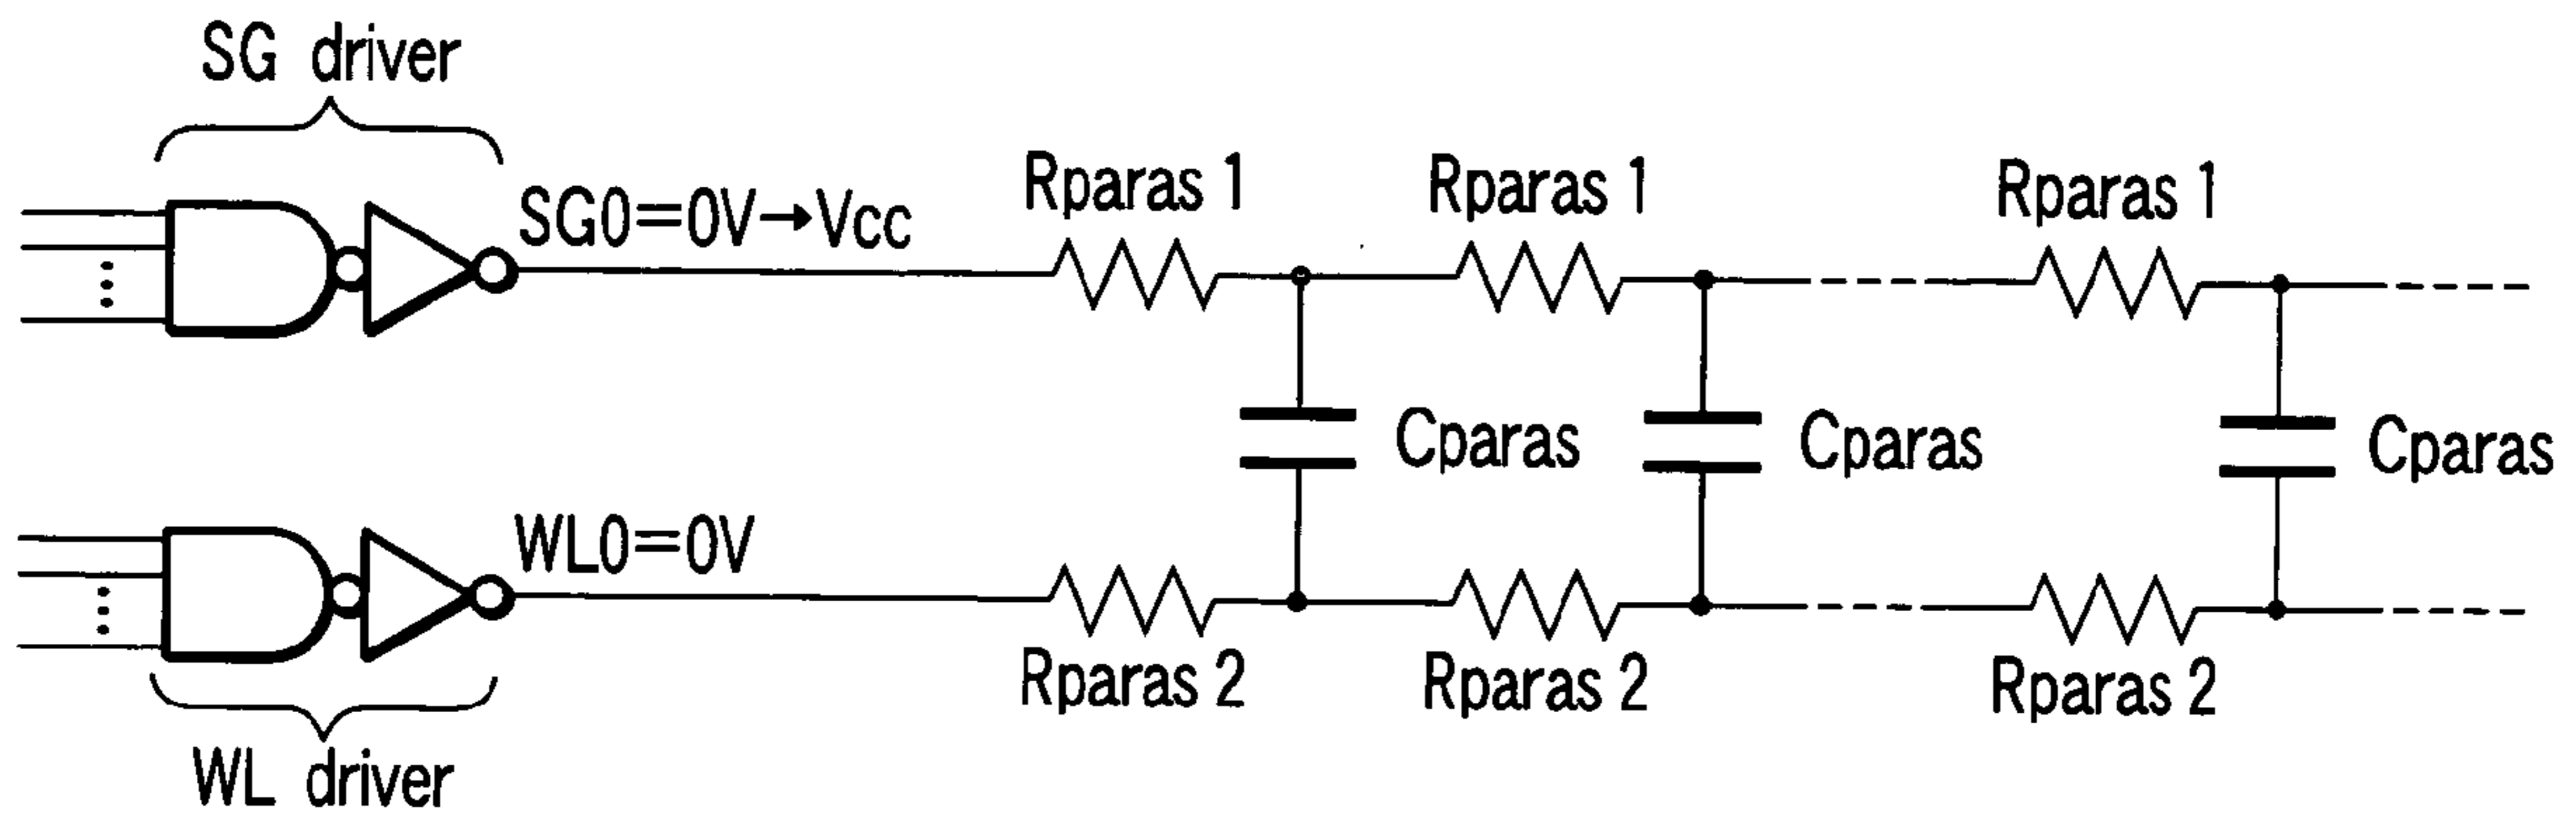 SG driver
SG0=0V→Vcc
Rparas 1
Rparas 1
Rparas 1
Cparas
Cparas
Cparas
WL0=0V
Rparas 2
Rparas 2
Rparas 2
WL driver